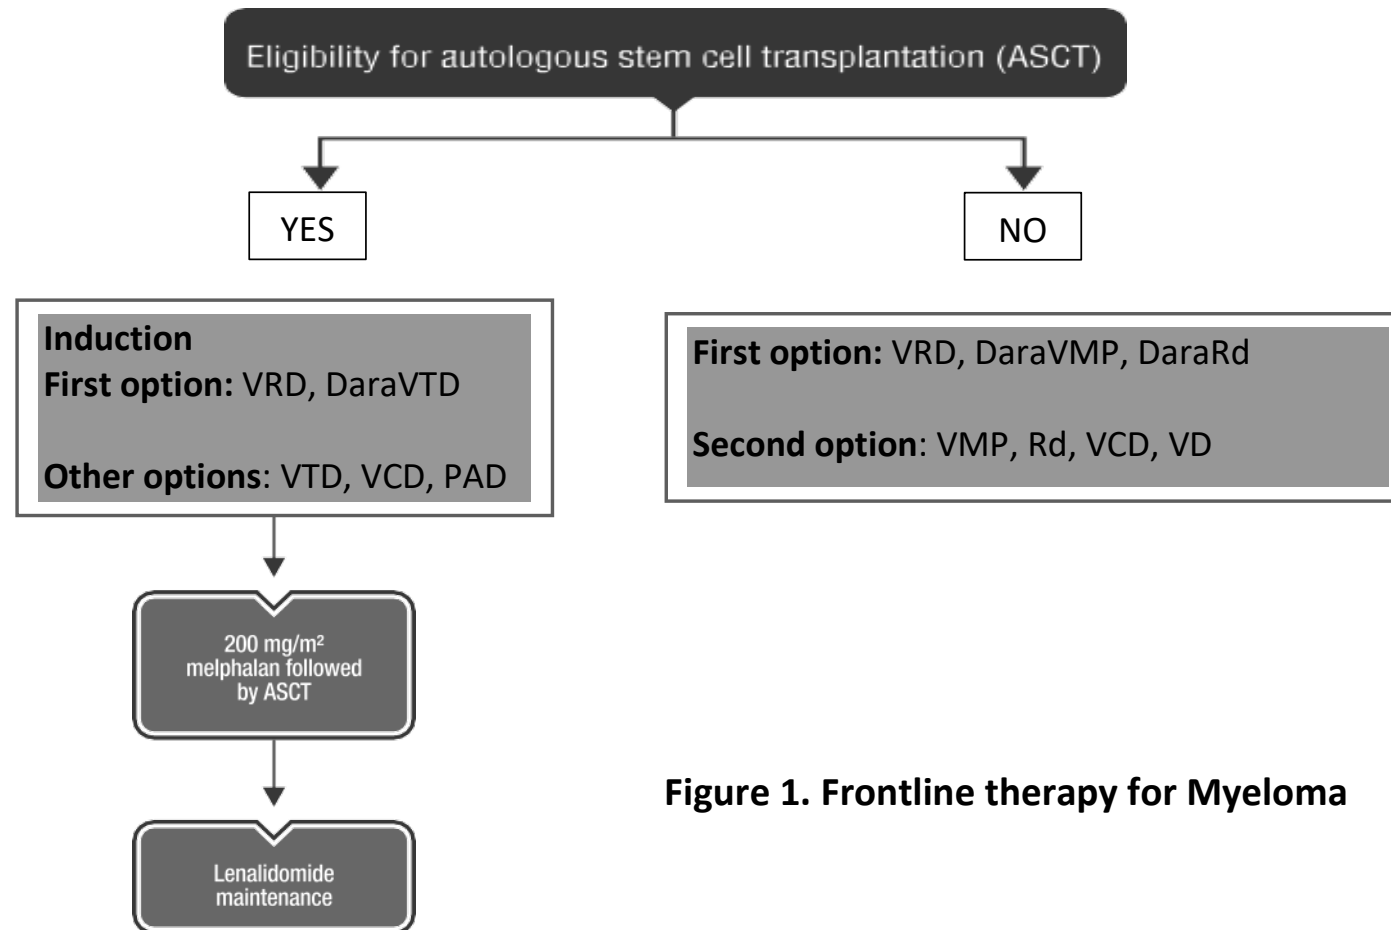 Eligibility for autologous stem cell transplantation (ASCT)
YES
NO
Induction
First option: VRD, DaraVTD
Other options: VTD, VCD, PAD
First option: VRD, DaraVMP, DaraRd
Second option: VMP, Rd, VCD, VD
200 mg/m²
melphalan followed
by ASCT
Lenalidomide
maintenance
Figure 1. Frontline therapy for Myeloma